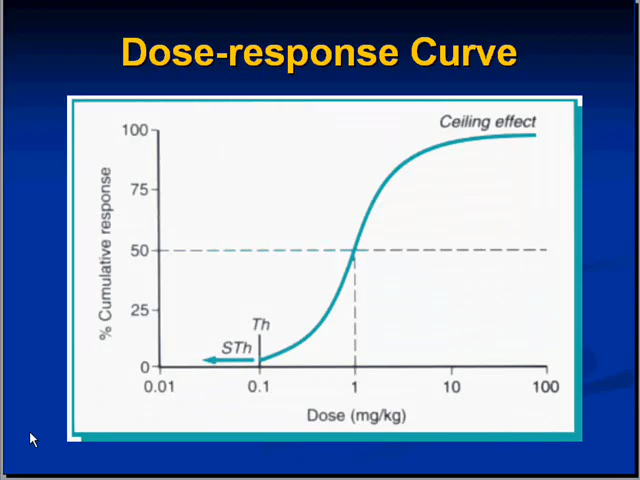 Dose-response Curve
Ceiling effect
100
75
50
25
0
% Cumulative response
Th
STh
0.01 0.1 1 10 100
Dose (mg/kg)